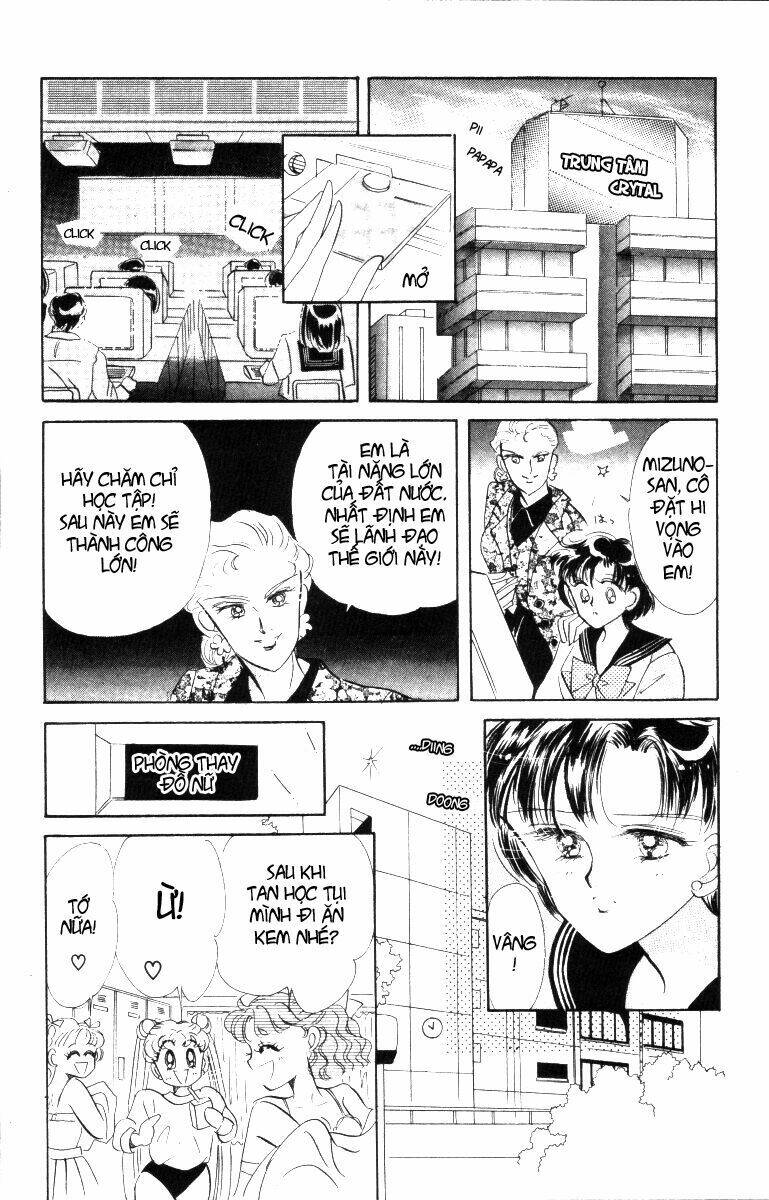 PII
PAPAPA
TRUNG TÂM
CRYTAL
MỞ
CLICK
CLICK
CLICK
MIZUNO-
SAN, CÔ
ĐẶT HI
VỌNG
VÀO
EM!
EM LÀ
TÀI NĂNG LỚN
CỦA ĐẤT NƯỚC.
NHẤT ĐỊNH EM
SẼ LÃNH ĐẠO
THẾ GIỚI NÀY!
HÃY CHĂM CHỈ
HỌC TẬP!
SAU NÀY EM SẼ
THÀNH CÔNG
LỚN!
VÂNG
!
....DIING
DOONG
PHÒNG THAY
ĐỒ NỮ
SAU KHI
TAN HỌC TỤI
MÌNH ĐI ĂN
KEM NHÉ?
Ừ!
TỚ
NỮA!